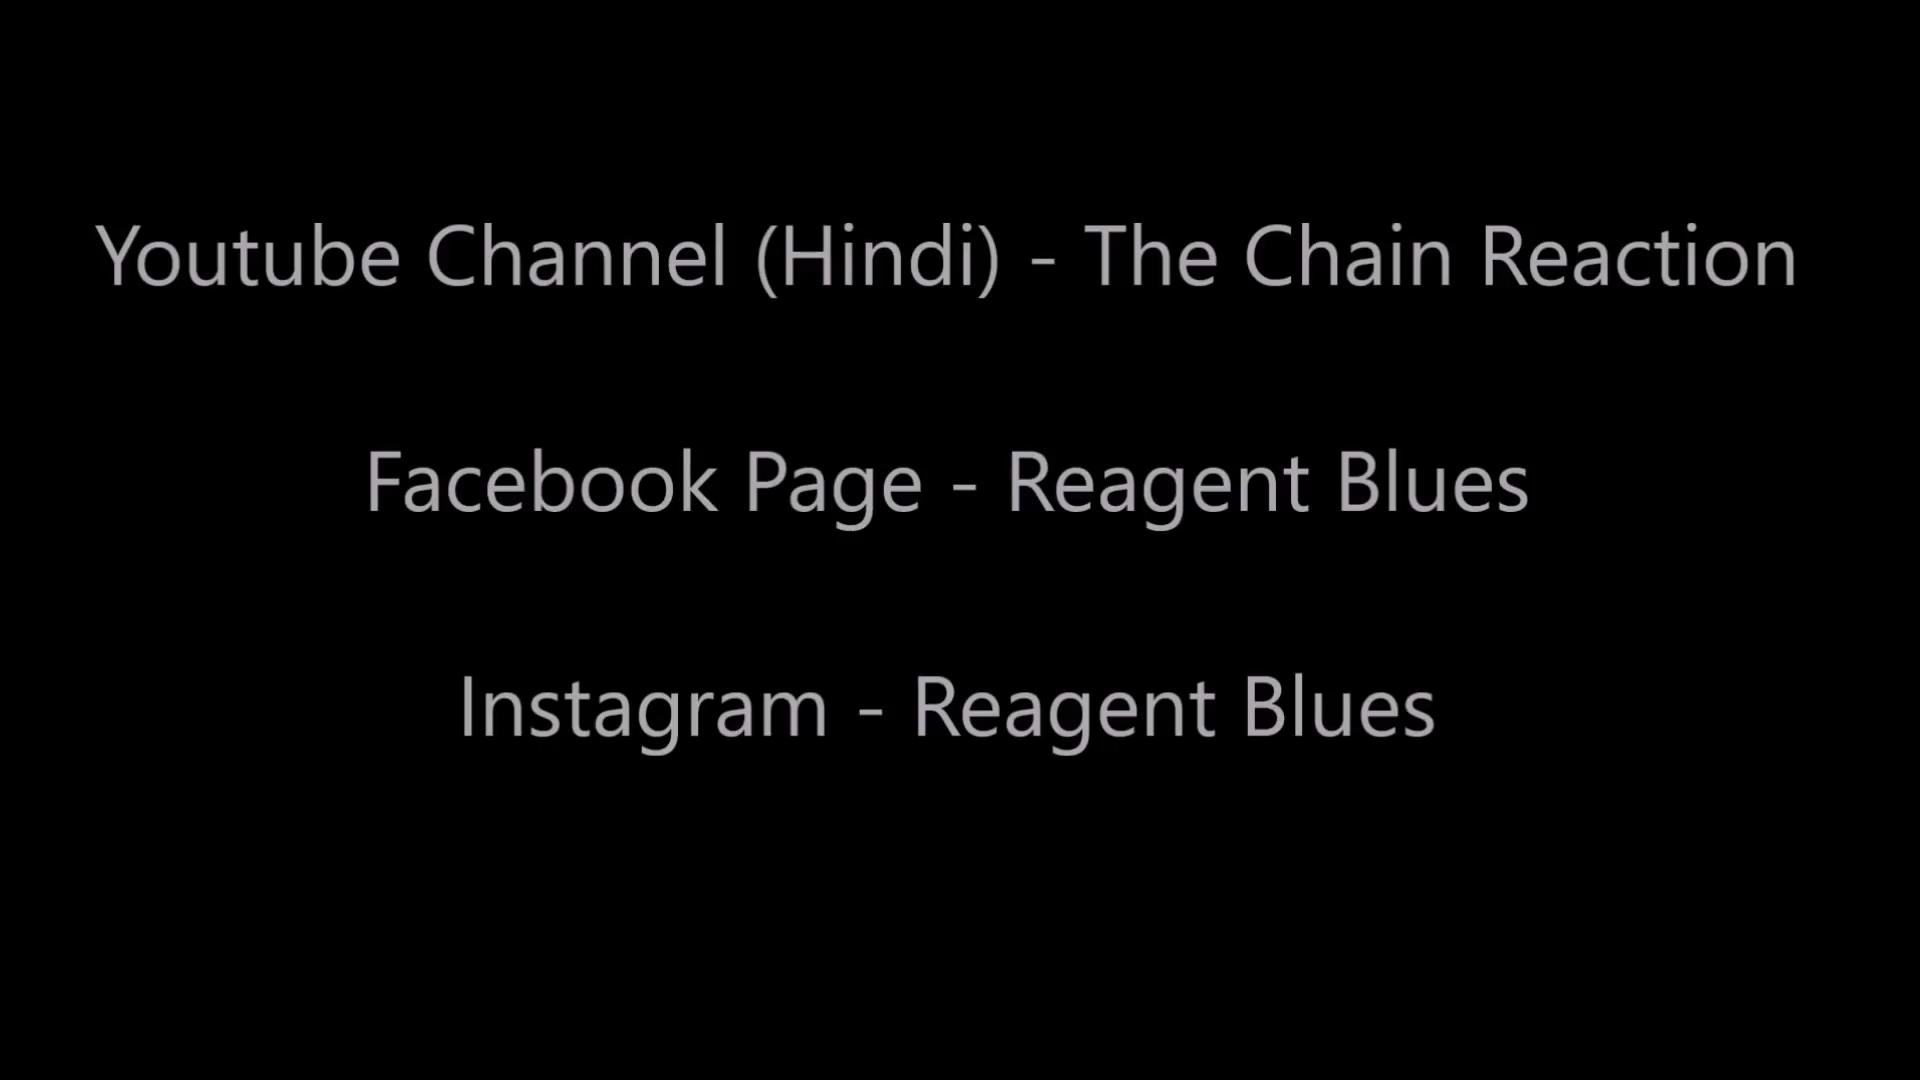 Youtube Channel (Hindi) - The Chain Reaction
Facebook Page - Reagent Blues
Instagram - Reagent Blues